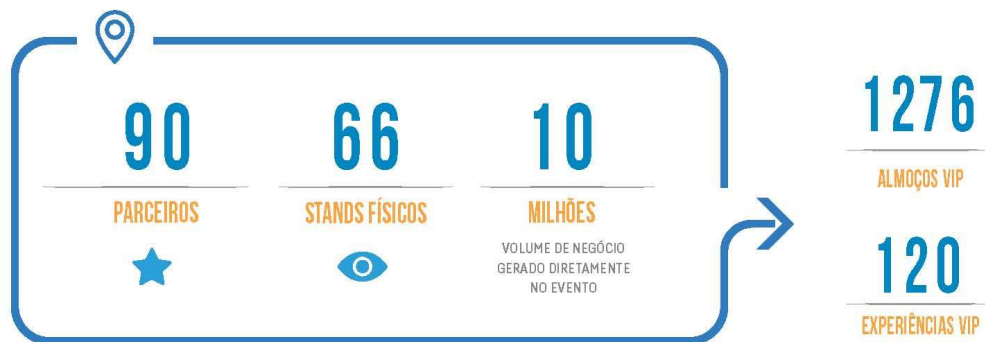 90
PARCEIROS
66
STANDS FÍSICOS
10
MILHÕES
VOLUME DE NEGÓCIO
GERADO DIRETAMENTE
NO EVENTO
1276
ALMOÇOS VIP
120
EXPERIÊNCIAS VIP